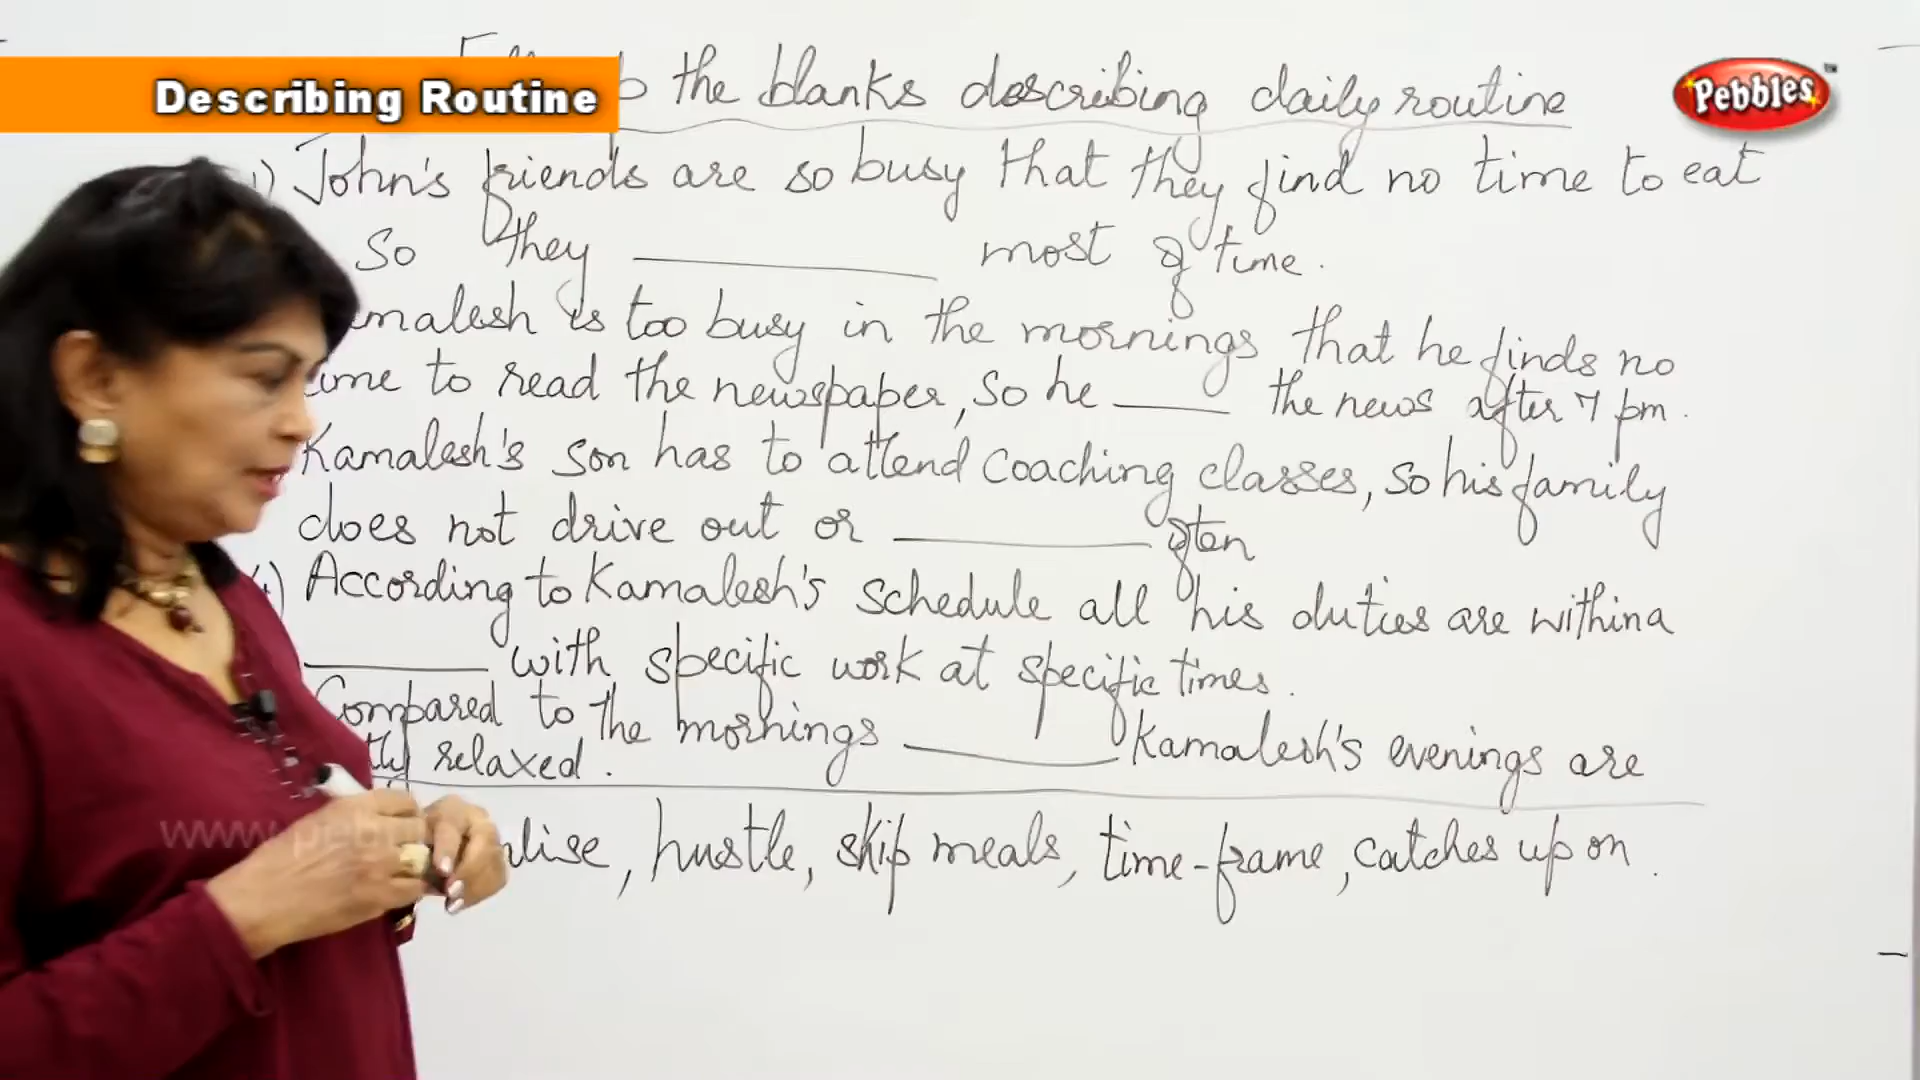 Describing Routine
the blanks describing daily routine
Pebbles™
1) John's friends are so busy that they find no time to eat
So they ________ most of time.
is too busy in the mornings that he finds no
to read the newspaper, so he ____ the news after 7 pm.
Kamalesh's son has to attend coaching classes, so his family
does not drive out or ________ often
According to Kamalesh's schedule all his duties are within a
______ with specific work at specific times.
Compared to the mornings ______ Kamalesh's evenings are
relaxed.
, hustle, skip meals, time-frame, catches up on.